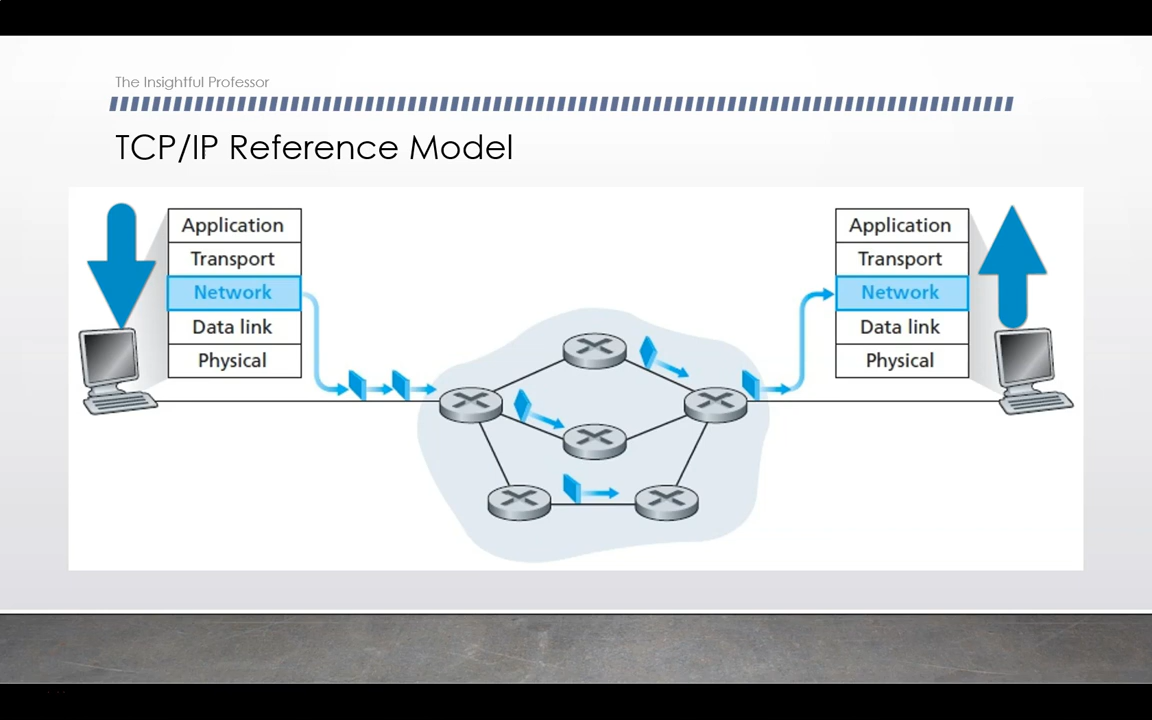 The Insightful Professor
TCP/IP Reference Model
Application
Transport
Network
Data link
Physical
Application
Transport
Network
Data link
Physical